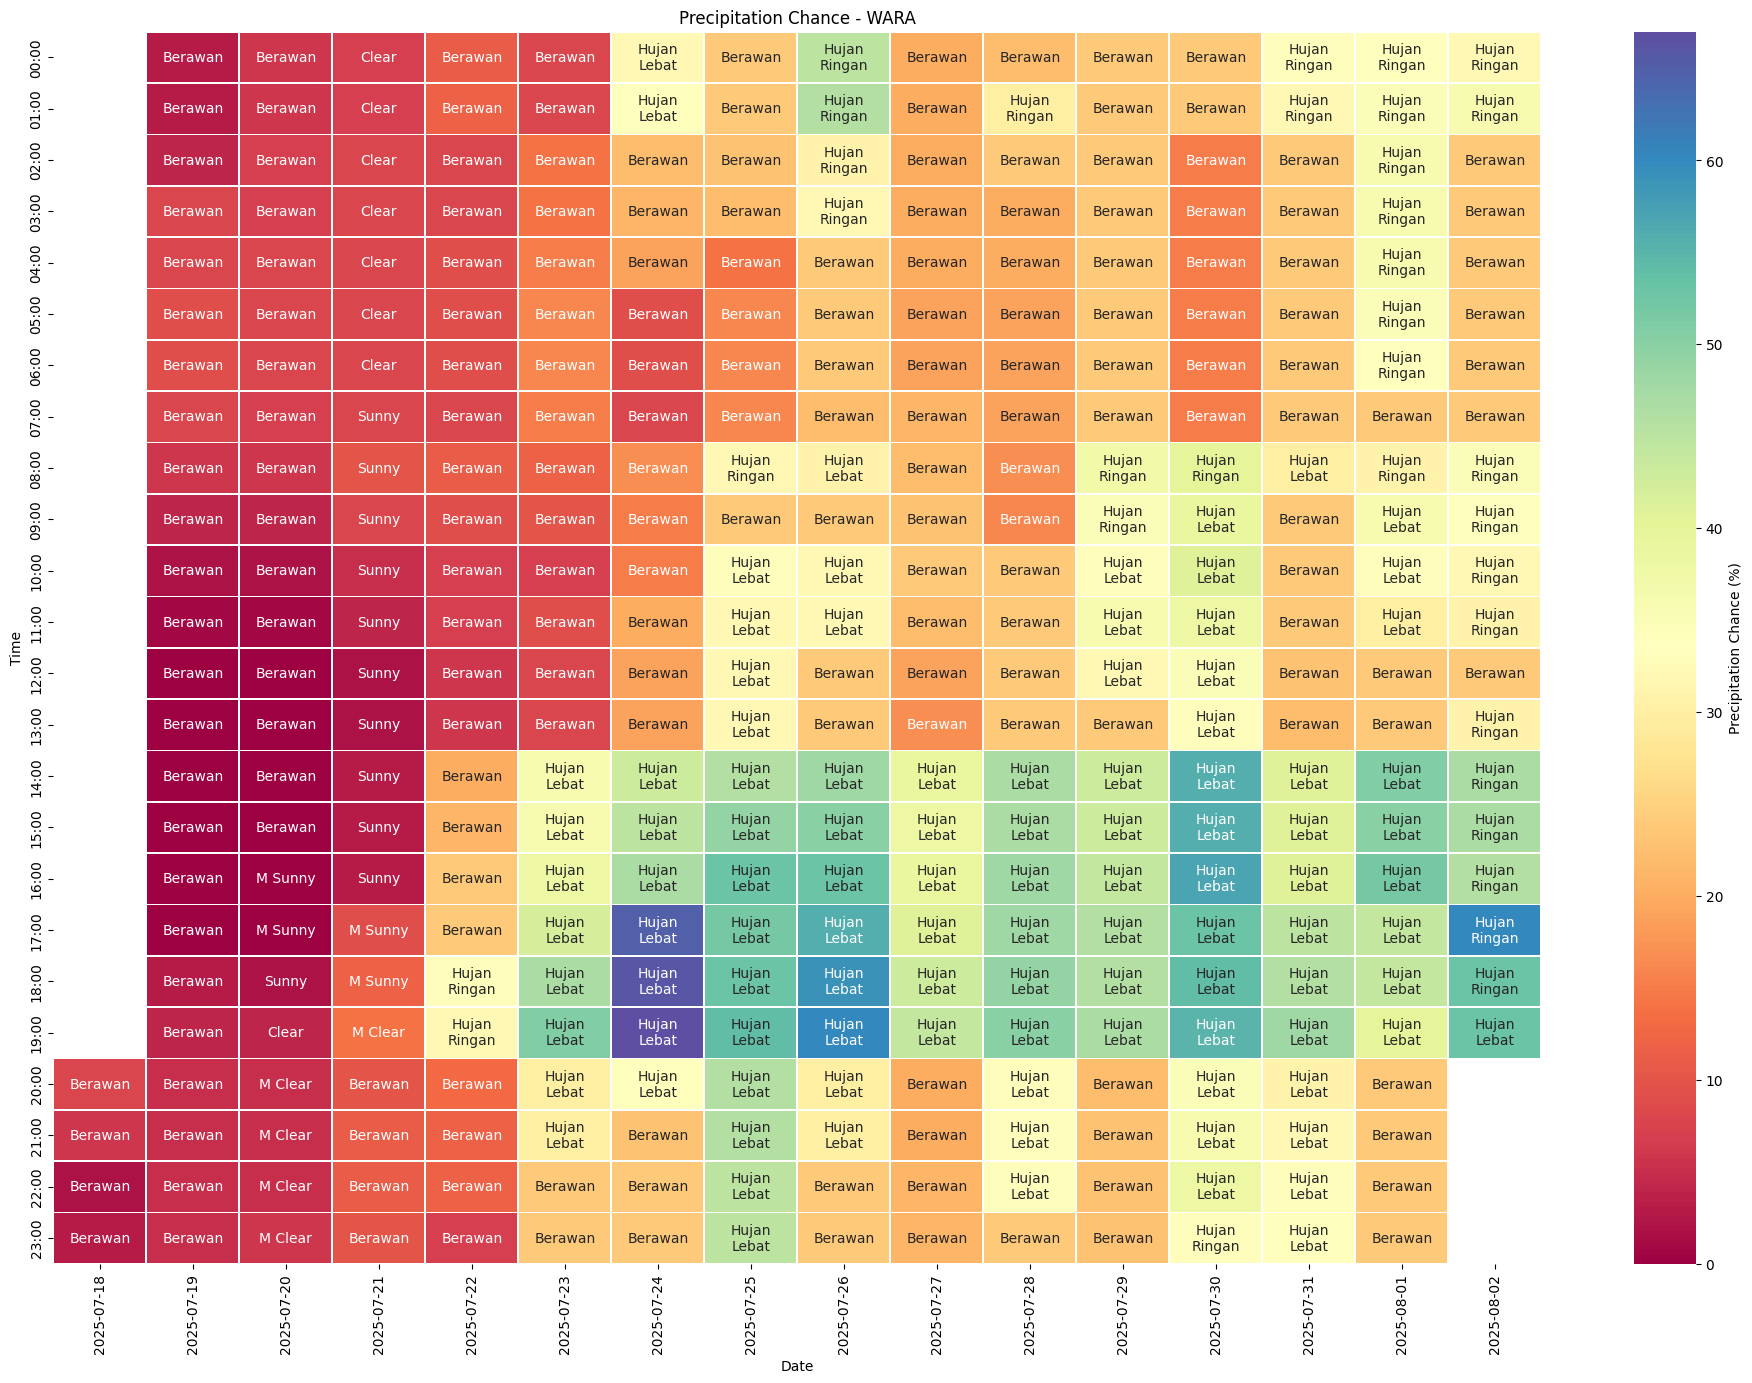 Precipitation Chance - WARA
00:00 Berawan Berawan Clear Berawan Berawan Hujan Lebat Berawan Hujan Ringan Berawan Berawan Berawan Berawan Hujan Ringan Hujan Ringan Hujan Ringan
01:00 Berawan Berawan Clear Berawan Berawan Hujan Lebat Berawan Hujan Ringan Berawan Hujan Ringan Berawan Berawan Hujan Ringan Hujan Ringan Hujan Ringan
02:00 Berawan Berawan Clear Berawan Berawan Berawan Berawan Hujan Ringan Berawan Berawan Berawan Berawan Berawan Hujan Ringan Berawan
03:00 Berawan Berawan Clear Berawan Berawan Berawan Berawan Hujan Ringan Berawan Berawan Berawan Berawan Berawan Hujan Ringan Berawan
04:00 Berawan Berawan Clear Berawan Berawan Berawan Berawan Berawan Berawan Berawan Berawan Berawan Berawan Hujan Ringan Berawan
05:00 Berawan Berawan Clear Berawan Berawan Berawan Berawan Berawan Berawan Berawan Berawan Berawan Berawan Hujan Ringan Berawan
06:00 Berawan Berawan Clear Berawan Berawan Berawan Berawan Berawan Berawan Berawan Berawan Berawan Berawan Hujan Ringan Berawan
07:00 Berawan Berawan Sunny Berawan Berawan Berawan Berawan Berawan Berawan Berawan Berawan Berawan Berawan Berawan Berawan
08:00 Berawan Berawan Sunny Berawan Berawan Berawan Hujan Ringan Hujan Lebat Berawan Berawan Hujan Ringan Hujan Ringan Hujan Lebat Hujan Ringan Hujan Ringan
09:00 Berawan Berawan Sunny Berawan Berawan Berawan Berawan Berawan Berawan Berawan Hujan Ringan Hujan Lebat Berawan Hujan Lebat Hujan Ringan
10:00 Berawan Berawan Sunny Berawan Berawan Berawan Hujan Lebat Hujan Lebat Berawan Berawan Hujan Lebat Hujan Lebat Berawan Hujan Lebat Hujan Ringan
11:00 Berawan Berawan Sunny Berawan Berawan Berawan Hujan Lebat Hujan Lebat Berawan Berawan Hujan Lebat Hujan Lebat Berawan Hujan Lebat Hujan Ringan
12:00 Berawan Berawan Sunny Berawan Berawan Berawan Hujan Lebat Berawan Berawan Berawan Hujan Lebat Hujan Lebat Berawan Berawan Berawan
13:00 Berawan Berawan Sunny Berawan Berawan Berawan Hujan Lebat Berawan Berawan Berawan Berawan Hujan Lebat Berawan Berawan Hujan Ringan
14:00 Berawan Berawan Sunny Berawan Hujan Lebat Hujan Lebat Hujan Lebat Hujan Lebat Hujan Lebat Hujan Lebat Hujan Lebat Hujan Lebat Hujan Lebat Hujan Lebat Hujan Ringan
15:00 Berawan Berawan Sunny Berawan Hujan Lebat Hujan Lebat Hujan Lebat Hujan Lebat Hujan Lebat Hujan Lebat Hujan Lebat Hujan Lebat Hujan Lebat Hujan Lebat Hujan Ringan
16:00 Berawan M Sunny Sunny Berawan Hujan Lebat Hujan Lebat Hujan Lebat Hujan Lebat Hujan Lebat Hujan Lebat Hujan Lebat Hujan Lebat Hujan Lebat Hujan Lebat Hujan Ringan
17:00 Berawan M Sunny M Sunny Berawan Hujan Lebat Hujan Lebat Hujan Lebat Hujan Lebat Hujan Lebat Hujan Lebat Hujan Lebat Hujan Lebat Hujan Lebat Hujan Lebat Hujan Ringan
18:00 Berawan Sunny M Sunny Hujan Ringan Hujan Lebat Hujan Lebat Hujan Lebat Hujan Lebat Hujan Lebat Hujan Lebat Hujan Lebat Hujan Lebat Hujan Lebat Hujan Lebat Hujan Ringan
19:00 Berawan Clear M Clear Hujan Ringan Hujan Lebat Hujan Lebat Hujan Lebat Hujan Lebat Hujan Lebat Hujan Lebat Hujan Lebat Hujan Lebat Hujan Lebat Hujan Lebat Hujan Lebat
20:00 Berawan Berawan M Clear Berawan Berawan Hujan Lebat Hujan Lebat Hujan Lebat Hujan Lebat Berawan Hujan Lebat Berawan Hujan Lebat Hujan Lebat Berawan
21:00 Berawan Berawan M Clear Berawan Berawan Hujan Lebat Berawan Hujan Lebat Hujan Lebat Berawan Hujan Lebat Berawan Hujan Lebat Hujan Lebat Berawan
22:00 Berawan Berawan M Clear Berawan Berawan Berawan Berawan Hujan Lebat Berawan Berawan Hujan Lebat Berawan Hujan Lebat Hujan Lebat Berawan
23:00 Berawan Berawan M Clear Berawan Berawan Berawan Berawan Hujan Lebat Berawan Berawan Berawan Berawan Hujan Ringan Hujan Lebat Berawan
Time
2025-07-18 2025-07-19 2025-07-20 2025-07-21 2025-07-22 2025-07-23 2025-07-24 2025-07-25 2025-07-26 2025-07-27 2025-07-28 2025-07-29 2025-07-30 2025-07-31 2025-08-01 2025-08-02
Date
60
50
40
30
20
10
0
Precipitation Chance (%)